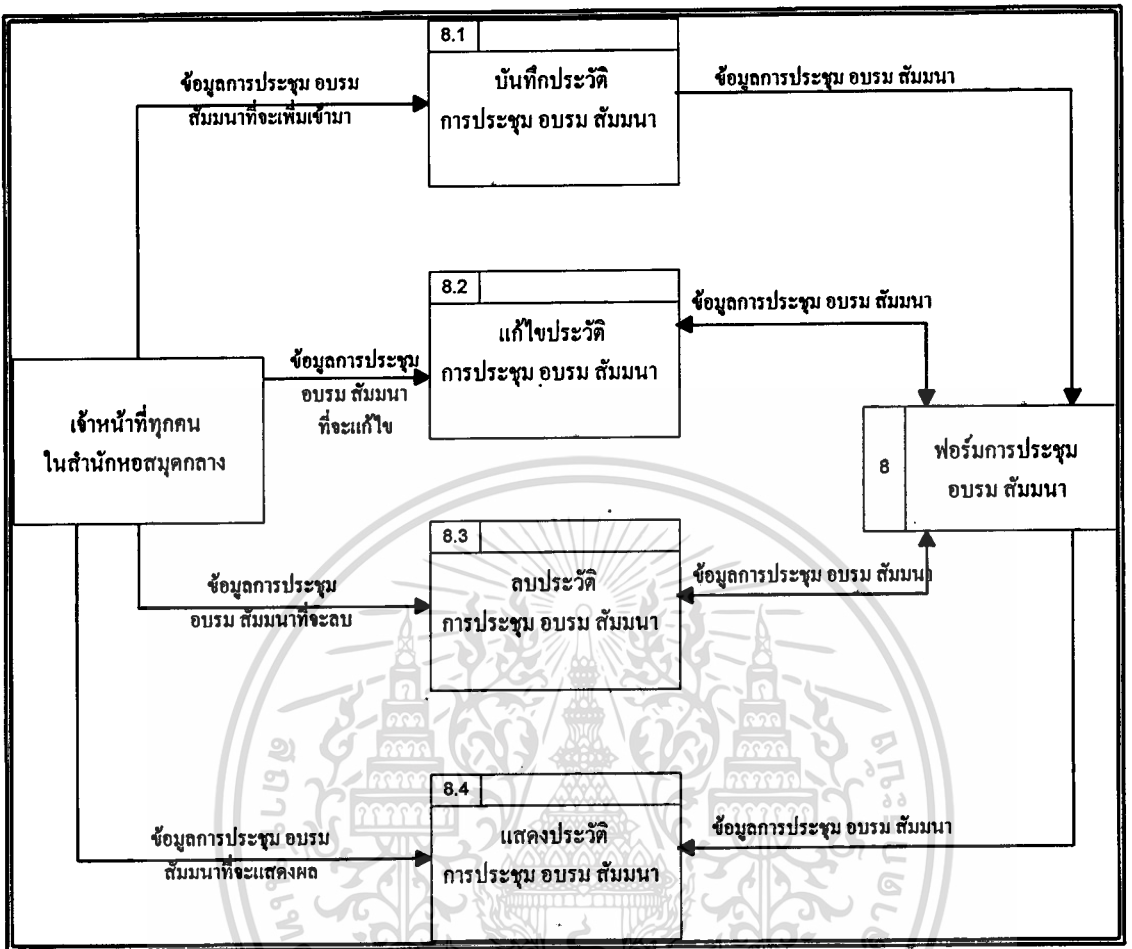 8.1
บันทึกประวัติ
การประชุม อบรม สัมมนา
ข้อมูลการประชุม อบรม
สัมมนาที่จะเพิ่มเข้ามา
ข้อมูลการประชุม อบรม สัมมนา
8.2
แก้ไขประวัติ
การประชุม อบรม สัมมนา
ข้อมูลการประชุม อบรม สัมมนา
ข้อมูลการประชุม
อบรม สัมมนา
ที่จะแก้ไข
เจ้าหน้าที่ทุกคน
ในสำนักหอสมุดกลาง
8
ฟอร์มการประชุม
อบรม สัมมนา
8.3
ลบประวัติ
การประชุม อบรม สัมมนา
ข้อมูลการประชุม
อบรม สัมมนาที่จะลบ
ข้อมูลการประชุม อบรม สัมมนา
8.4
แสดงประวัติ
การประชุม อบรม สัมมนา
ข้อมูลการประชุม อบรม
สัมมนาที่จะแสดงผล
ข้อมูลการประชุม อบรม สัมมนา